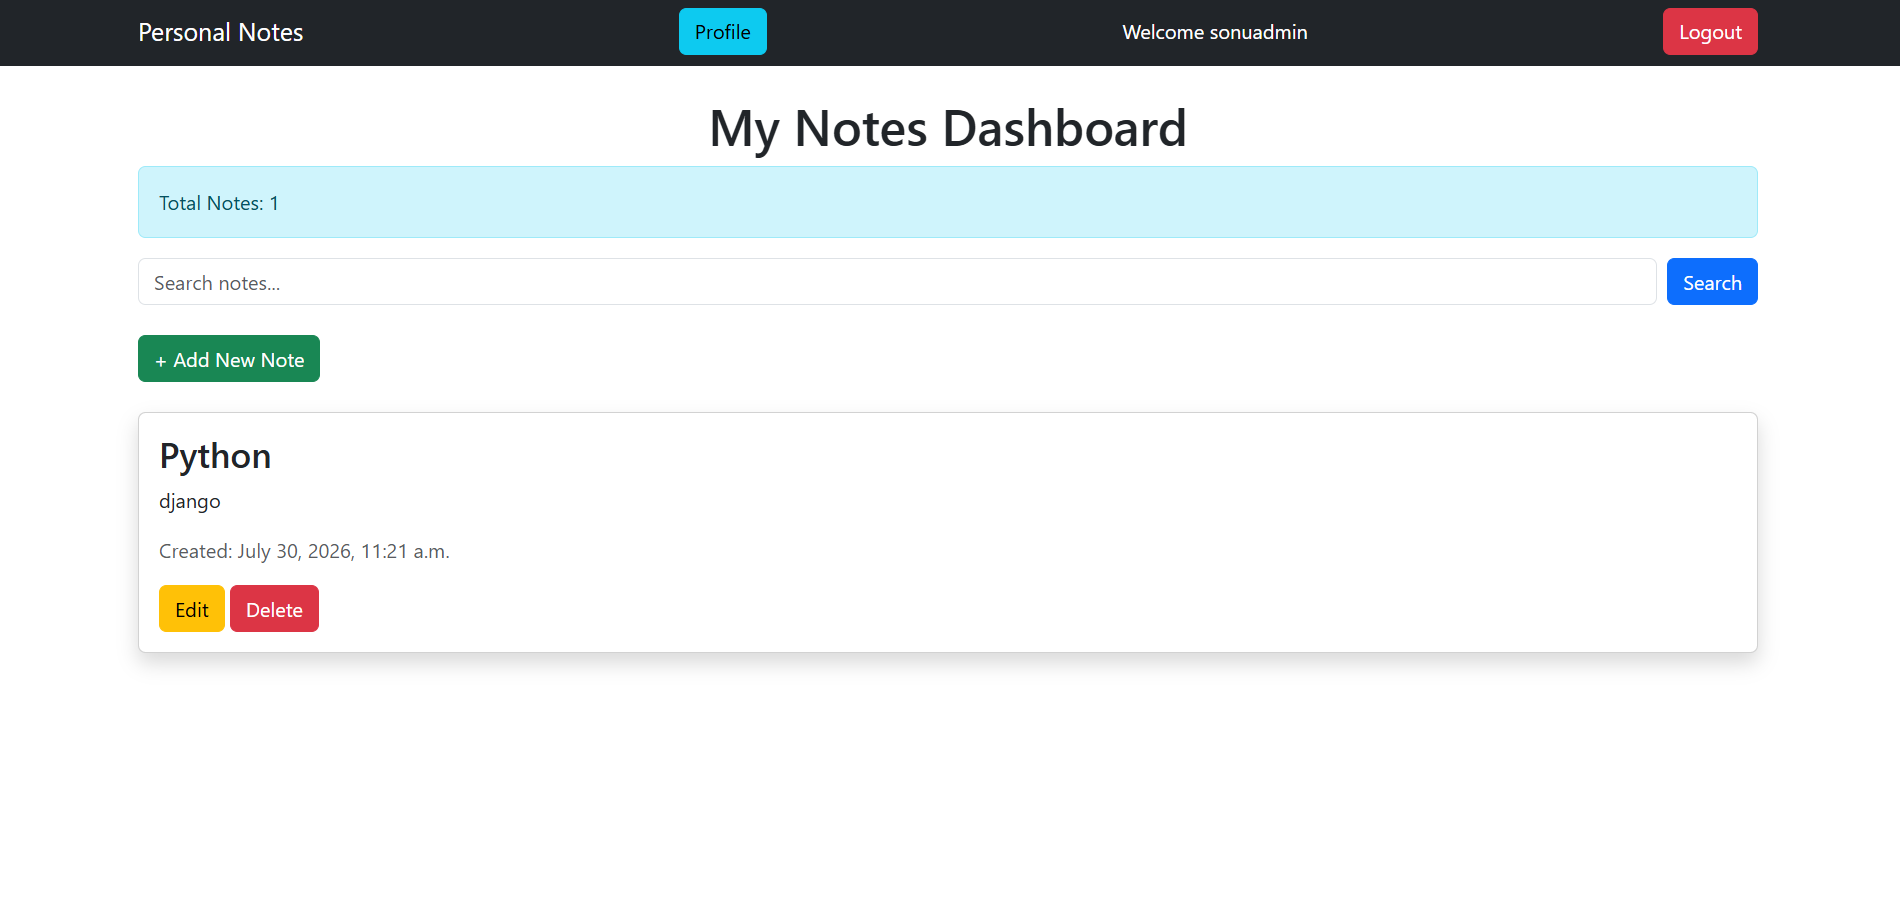 Personal Notes
Profile
Welcome sonuadmin
Logout
My Notes Dashboard
Total Notes: 1
Search notes...
Search
+ Add New Note
Python
django
Created: July 30, 2026, 11:21 a.m.
Edit
Delete